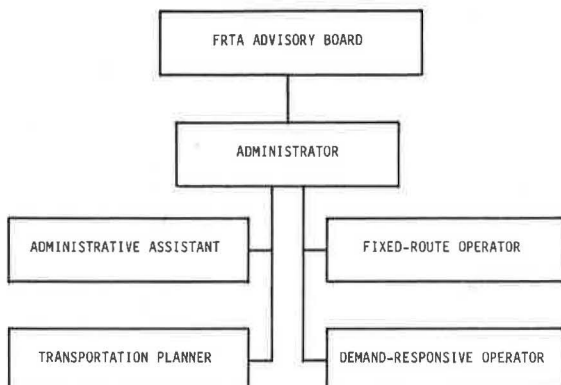 FRTA ADVISORY BOARD
ADMINISTRATOR
ADMINISTRATIVE ASSISTANT
FIXED-ROUTE OPERATOR
TRANSPORTATION PLANNER
DEMAND-RESPONSIVE OPERATOR